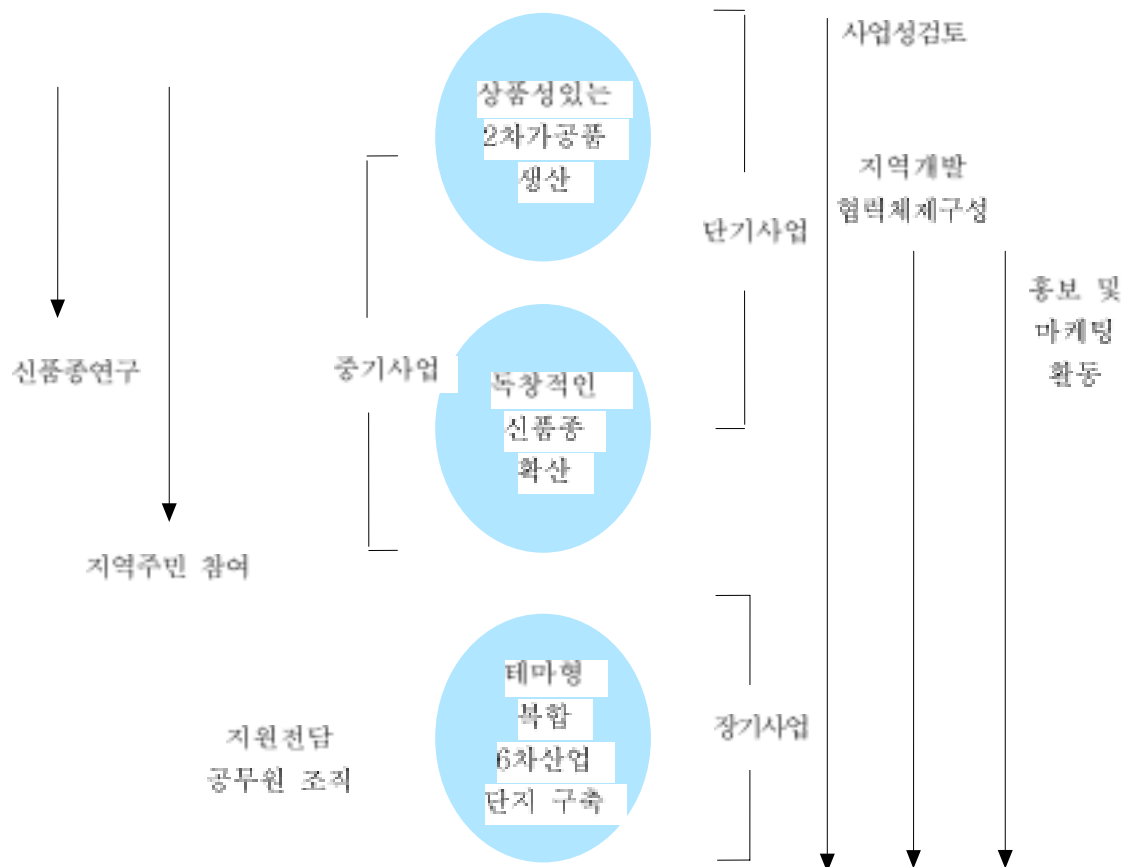 사업성검토
상품성있는
2차가공품
생산
지역개발
협력체제구성
단기사업
홍보 및
마케팅
활동
신품종연구
중기사업
독창적인
신품종
확산
지역주민 참여
테마형
복합
6차산업
단지 구축
장기사업
지원전담
공무원 조직